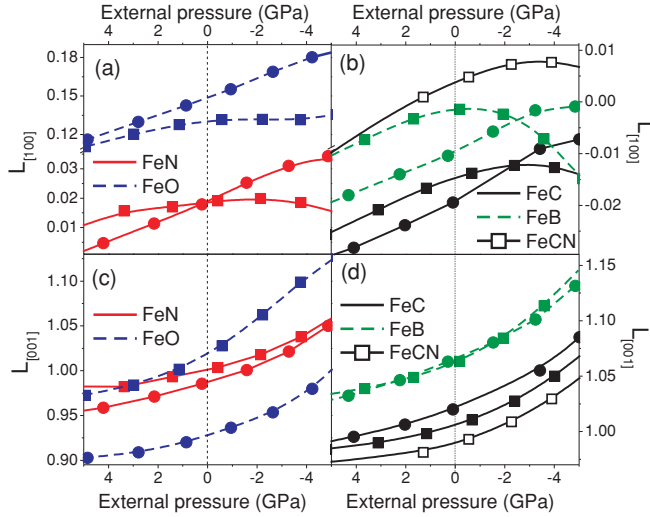 External pressure (GPa)
External pressure (GPa)
4 2 0 -2 -4
4 2 0 -2 -4
0.18
0.15
0.12
0.03
0.02
0.01
L[100]
(a)
FeN
FeO
(b)
FeC
FeB
FeCN
0.01
0.00
-0.01
-0.02
L[100]
1.10
1.05
1.00
0.95
0.90
L[001]
(c)
FeN
FeO
(d)
FeC
FeB
FeCN
1.15
1.10
1.05
1.00
L[001]
4 2 0 -2 -4
4 2 0 -2 -4
External pressure (GPa)
External pressure (GPa)